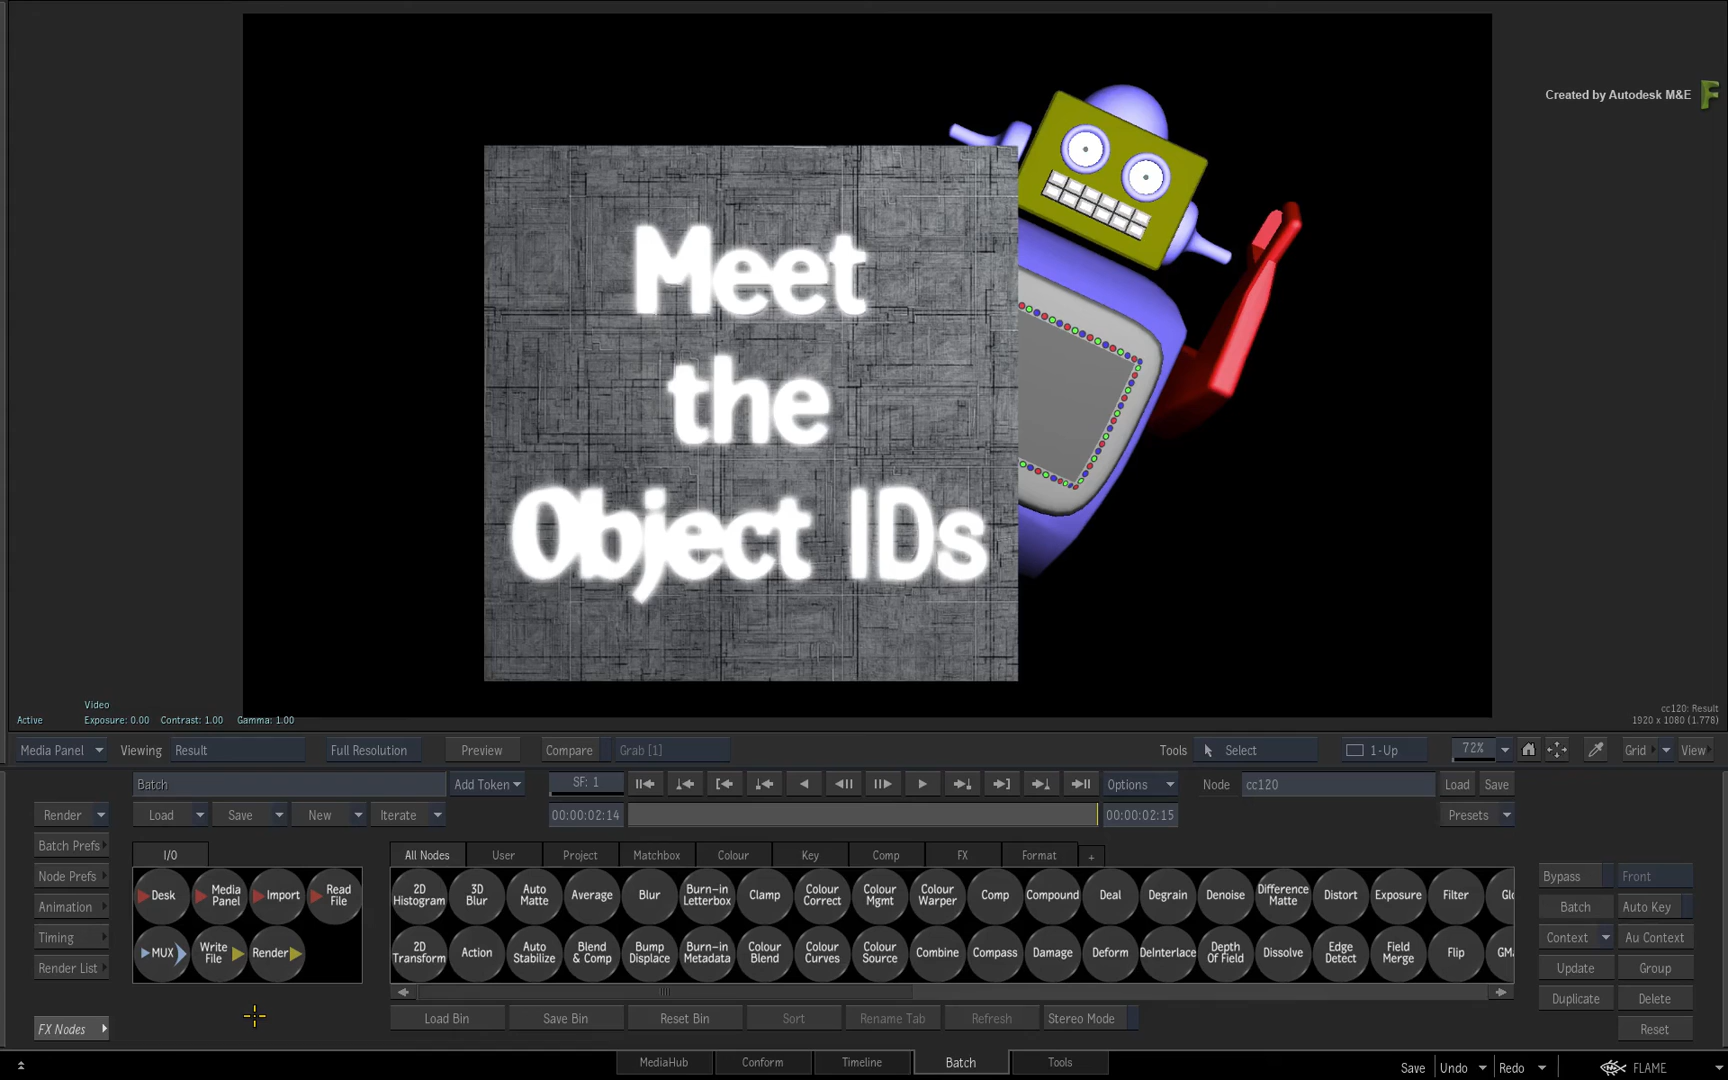 Created by Autodesk M&E
Meet
the
Object IDs
Video
Active Exposure: 0.00 Contrast: 1.00 Gamma: 1.00
cc120: Result
1920 x 1080 (1.778)
Media Panel Viewing Result Full Resolution Preview Compare Grab [1] Tools Select 1-Up 72% Grid View
Batch Add Token SF: 1 Options Node cc120 Load Save
Render Load Save New Iterate 00:00:02:14 00:00:02:15 Presets
Batch Prefs
I/O All Nodes User Project Matchbox Colour Key Comp FX Format +
Node Prefs
Animation
Timing
Render List
FX Nodes
Desk Media Panel Import Read File
MUX Write File Render
2D Histogram 3D Blur Auto Matte Average Blur Burn-in Letterbox Clamp Colour Correct Colour Mgmt Colour Warper Comp Compound Deal Degrain Denoise Difference Matte Distort Exposure Filter
2D Transform Action Auto Stabilize Blend & Comp Bump Displace Burn-in Metadata Colour Blend Colour Curves Colour Source Combine Compass Damage Deform DeInterlace Depth Of Field Dissolve Edge Detect Field Merge Flip
Bypass Front
Batch Auto Key
Context Au Context
Update Group
Duplicate Delete
Reset
Load Bin Save Bin Reset Bin Sort Rename Tab Refresh Stereo Mode
MediaHub Conform Timeline Batch Tools Save Undo Redo FLAME